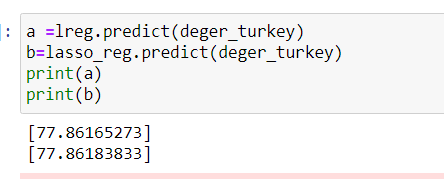 ]: a =lreg.predict(deger_turkey)
b=lasso_reg.predict(deger_turkey)
print(a)
print(b)
[77.86165273]
[77.86183833]